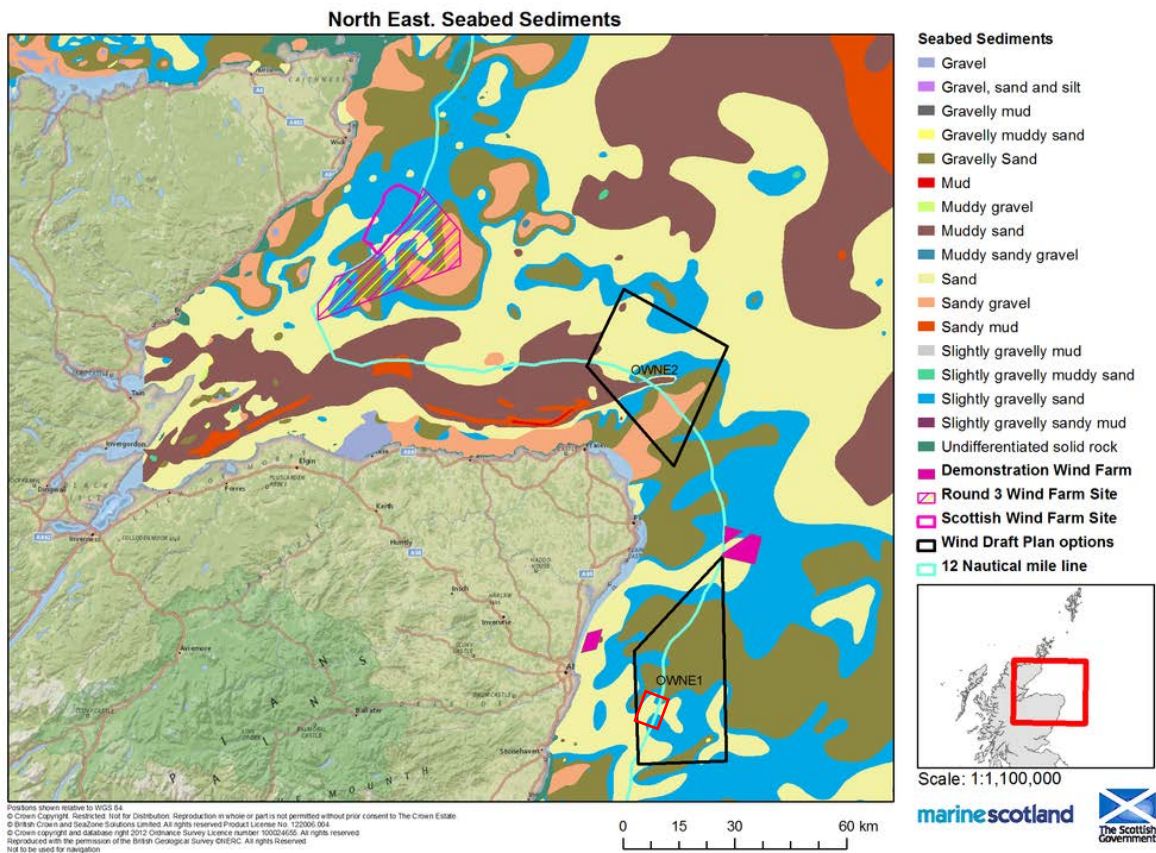 North East. Seabed Sediments
Seabed Sediments
Gravel
Gravel, sand and silt
Gravelly mud
Gravelly muddy sand
Gravelly Sand
Mud
Muddy gravel
Muddy sand
Muddy sandy gravel
Sand
Sandy gravel
Sandy mud
Slightly gravelly mud
Slightly gravelly muddy sand
Slightly gravelly sand
Slightly gravelly sandy mud
Undifferentiated solid rock
Demonstration Wind Farm
Round 3 Wind Farm Site
Scottish Wind Farm Site
Wind Draft Plan options
12 Nautical mile line
CAITHNESS
Wick
OWNE2
Tain
Invergordon
Dingwall
Elgin
Forres
Inverness
Keith
Huntly
Inverurie
Aviemore
Ballater
OWNE1
Stonehaven
Scale: 1:1,100,000
0 15 30 60 km
marinescotland
The Scottish
Government
Positions shown relative to WGS 84
© Crown Copyright. Restricted. Not for Distribution. Reproduction in whole or part is not permitted without prior consent to The Crown Estate.
© British Crown and SeaZone Solutions Limited. All rights reserved Product License No. 122006.004
© Crown copyright and database right 2012 Ordnance Survey Licence number 100024655. All rights reserved
Reproduced with the permission of the British Geological Survey ©NERC. All rights Reserved
Not to be used for navigation